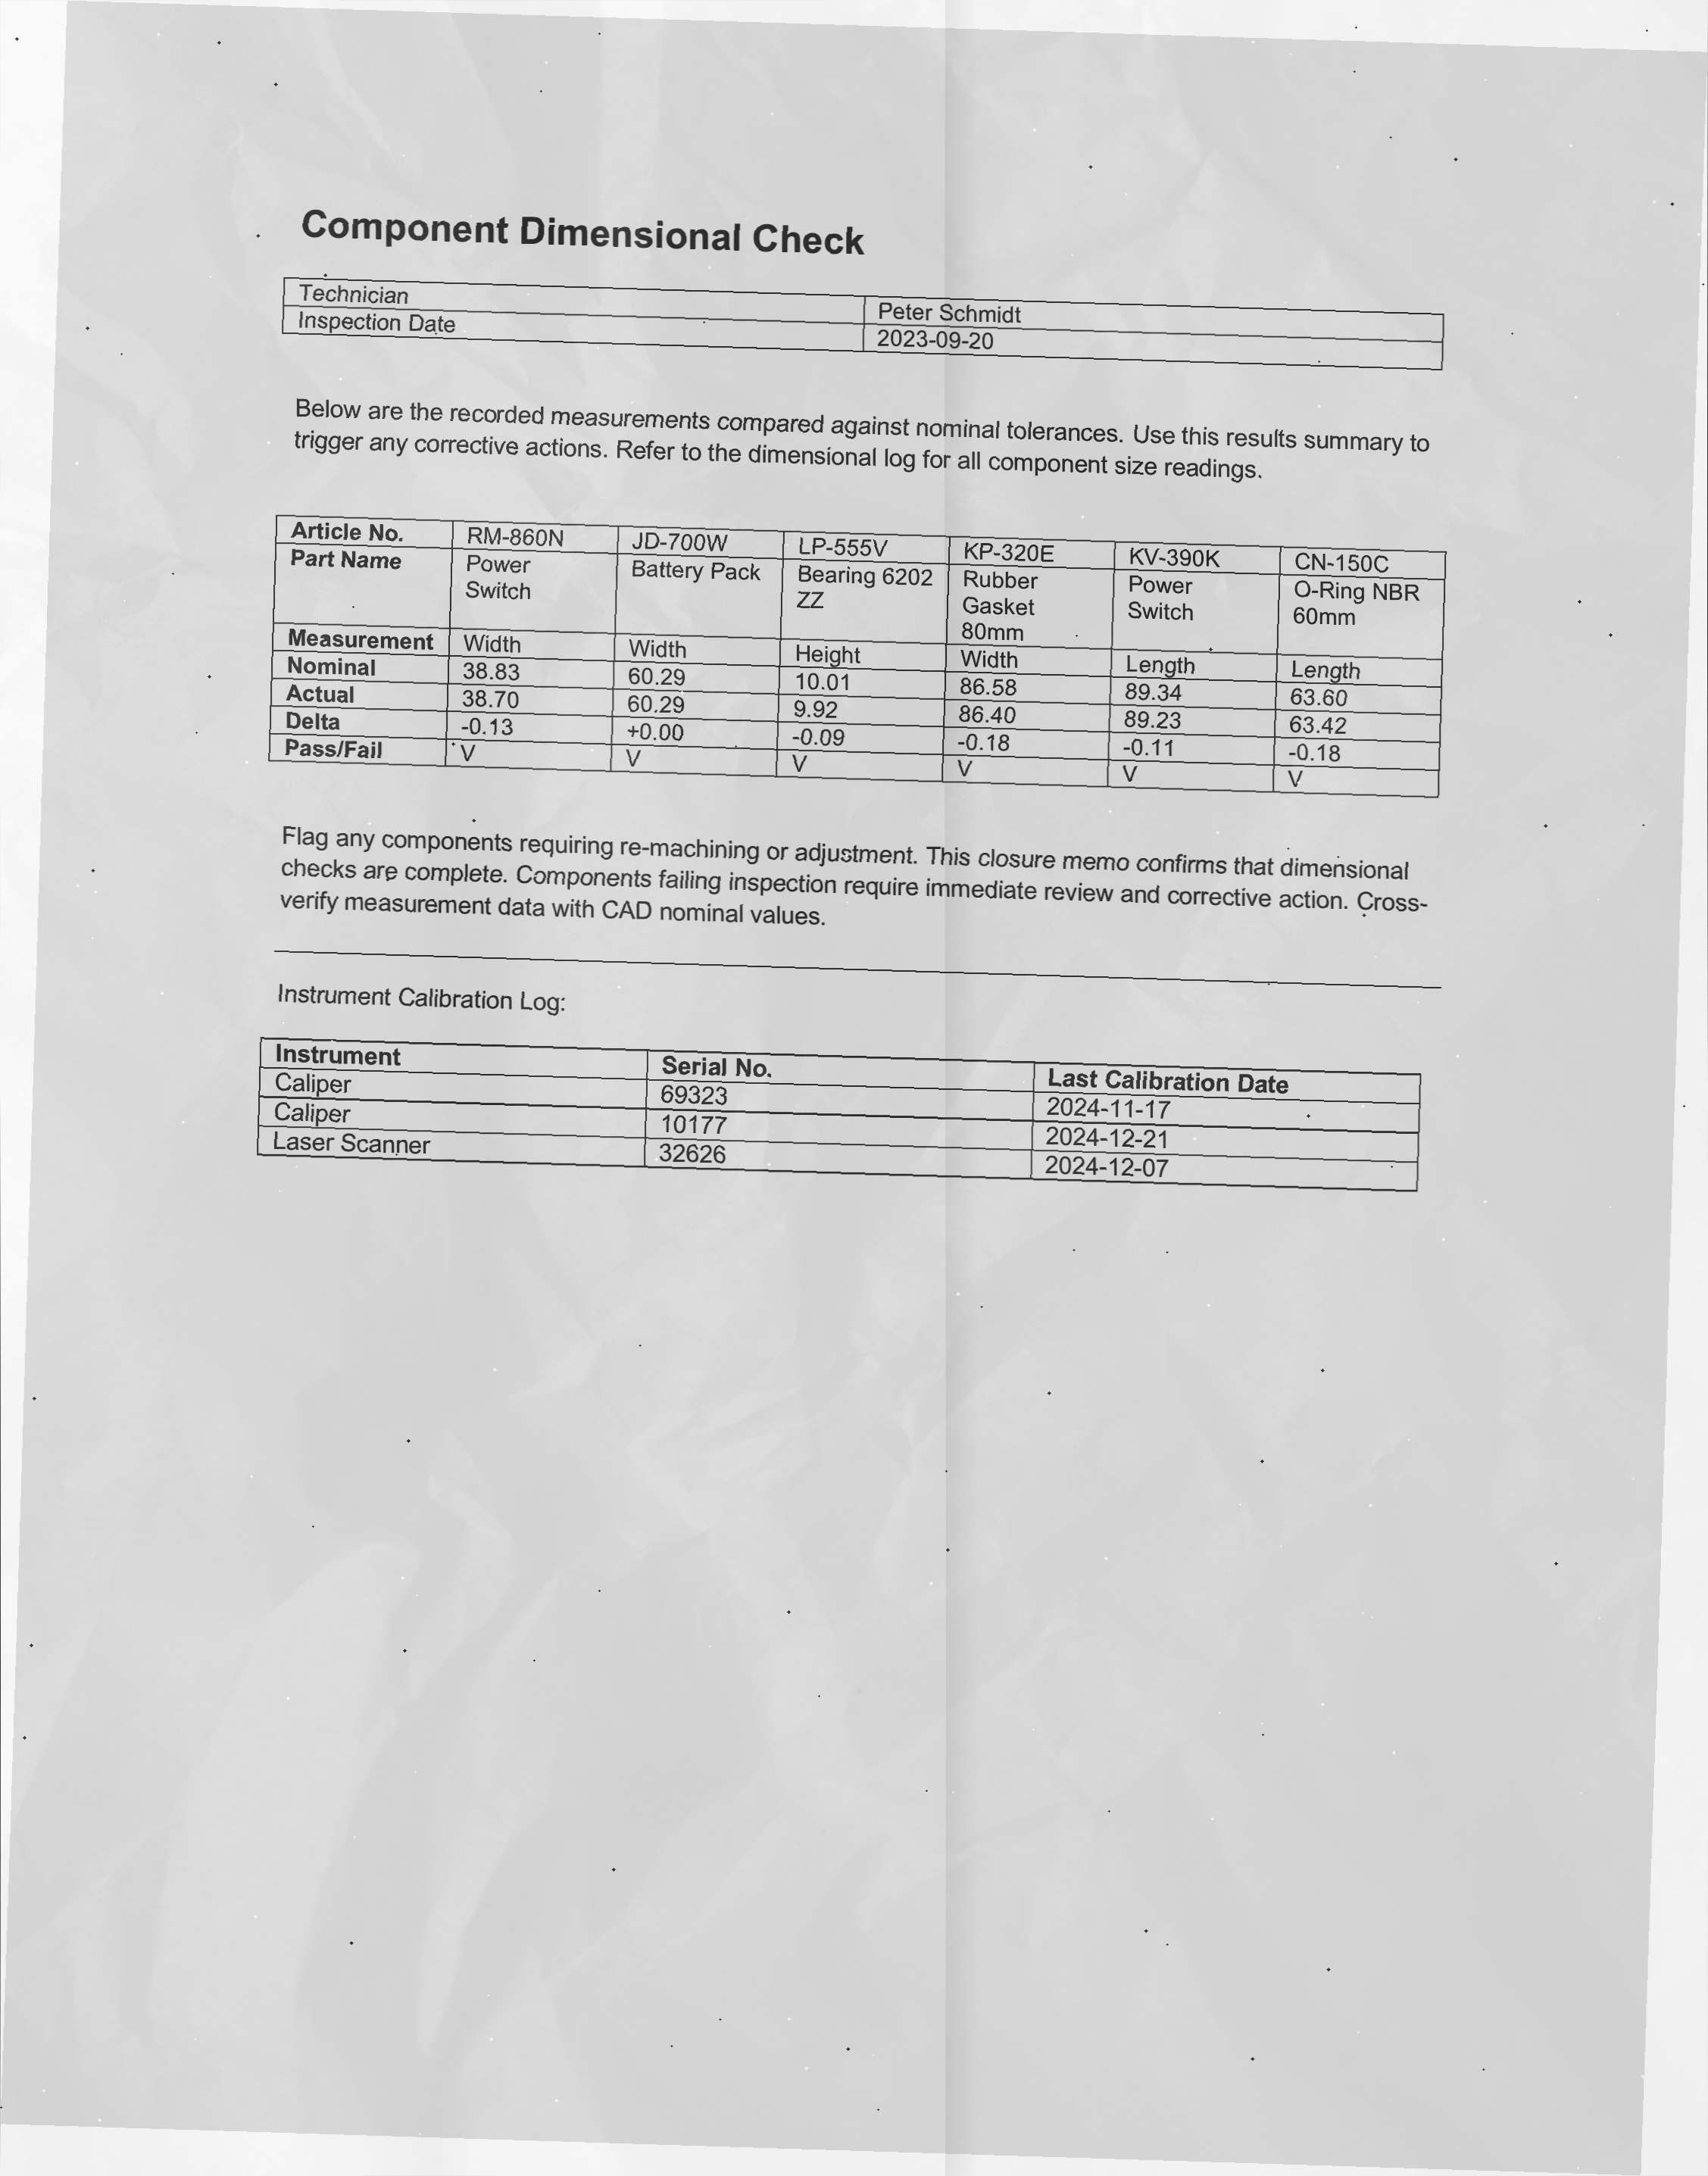 Component Dimensional Check
Technician Peter Schmidt
Inspection Date 2023-09-20
Below are the recorded measurements compared against nominal tolerances. Use this results summary to
trigger any corrective actions. Refer to the dimensional log for all component size readings.
Article No. RM-860N JD-700W LP-555V KP-320E KV-390K CN-150C
Part Name Power Switch Battery Pack Bearing 6202 ZZ Rubber Gasket 80mm Power Switch O-Ring NBR 60mm
Measurement Width Width Height Width Length Length
Nominal 38.83 60.29 10.01 86.58 89.34 63.60
Actual 38.70 60.29 9.92 86.40 89.23 63.42
Delta -0.13 +0.00 -0.09 -0.18 -0.11 -0.18
Pass/Fail V V V V V V
Flag any components requiring re-machining or adjustment. This closure memo confirms that dimensional
checks are complete. Components failing inspection require immediate review and corrective action. Cross-
verify measurement data with CAD nominal values.
Instrument Calibration Log:
Instrument Serial No. Last Calibration Date
Caliper 69323 2024-11-17
Caliper 10177 2024-12-21
Laser Scanner 32626 2024-12-07